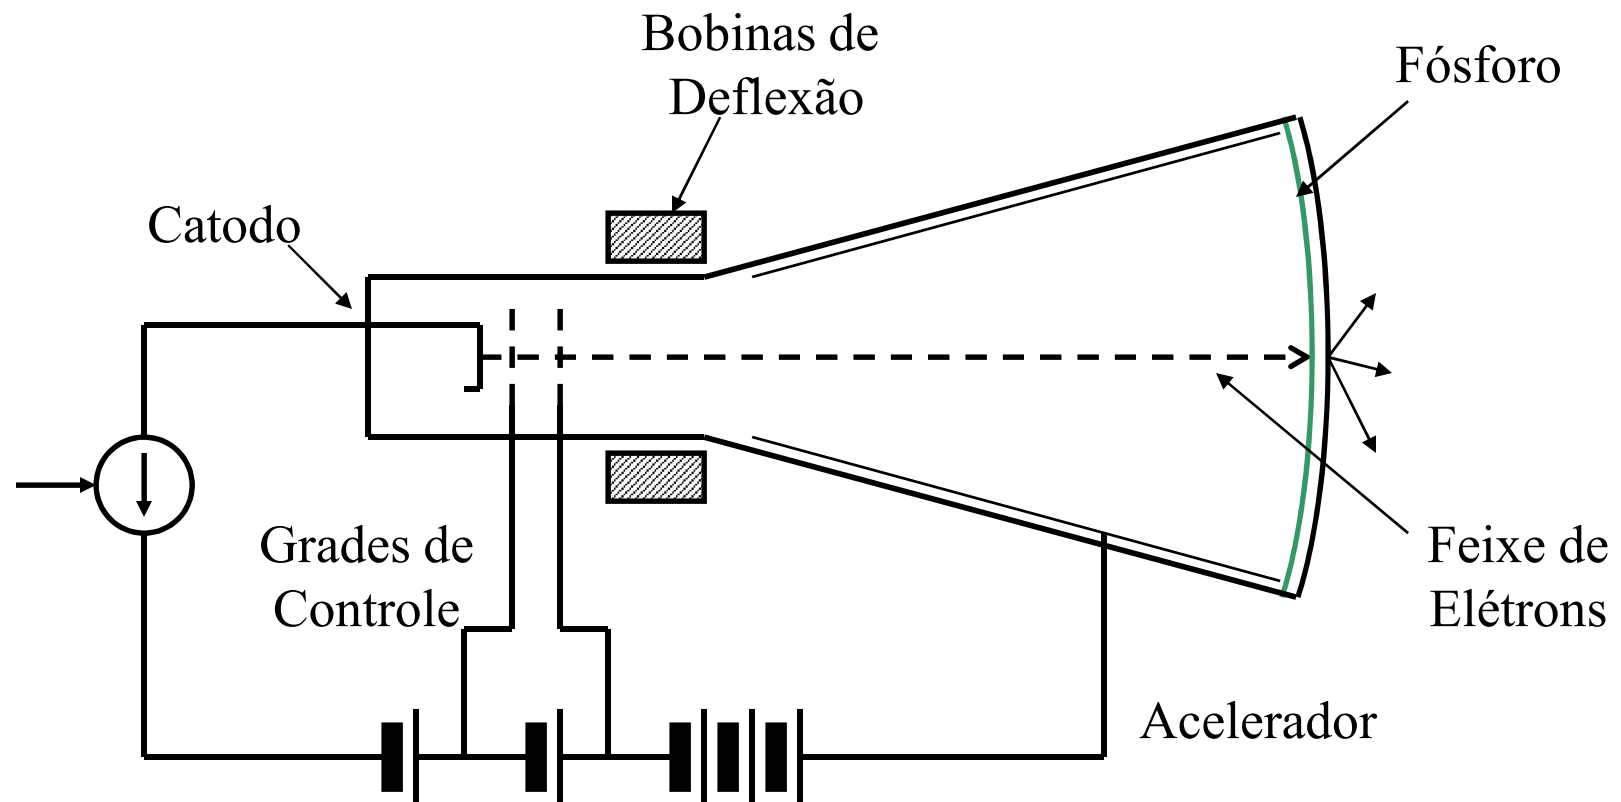 Bobinas de
Deflexão
Fósforo
Catodo
Grades de
Controle
Feixe de
Elétrons
Acelerador